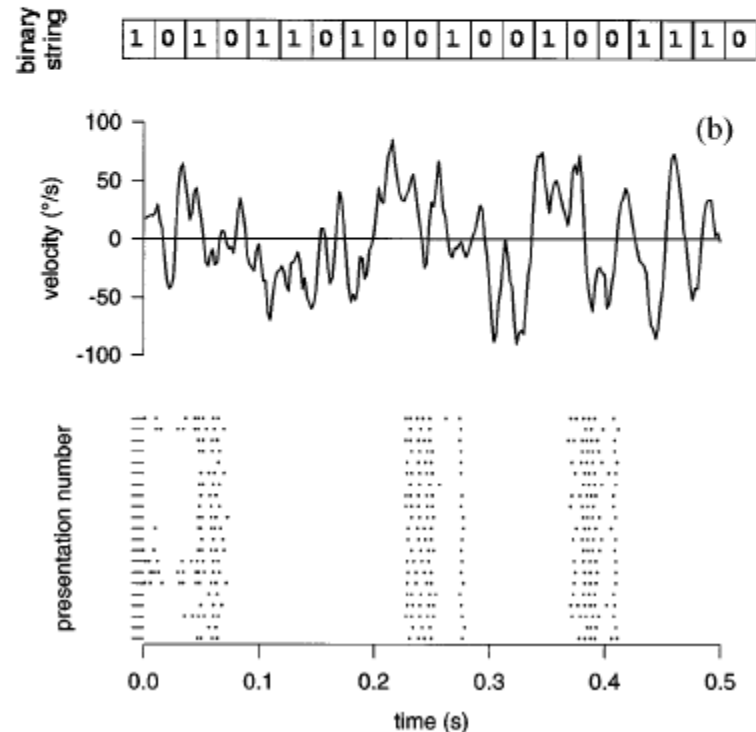 binary string
1 0 1 0 1 1 0 1 0 0 1 0 0 1 0 0 1 1 1 0
(b)
velocity (°/s)
100
50
0
-50
-100
presentation number
0.0 0.1 0.2 0.3 0.4 0.5
time (s)